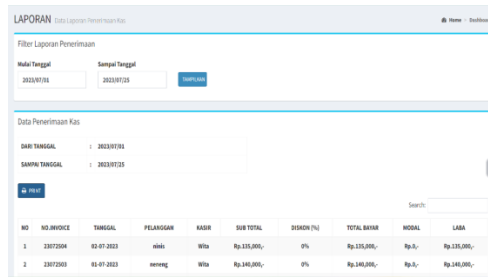 LAPORAN Data Laporan Penerimaan Kas
Home Dashboard
Filter Laporan Penerimaan
Mulai Tanggal Sampai Tanggal
2023/07/01 2023/07/25 TAMPILKAN
Data Penerimaan Kas
DARI TANGGAL : 2023/07/01
SAMPAI TANGGAL : 2023/07/25
PRINT
Search:
NO NO.INVOICE TANGGAL PELANGGAN KASIR SUB TOTAL DISKON (%) TOTAL BAYAR MODAL LABA
1 23072504 02-07-2023 ninis Wita Rp.135,000,- 0% Rp.135,000,- Rp.0,- Rp.135,000,-
2 23072503 01-07-2023 neneng Wita Rp.140,000,- 0% Rp.140,000,- Rp.0,- Rp.140,000,-